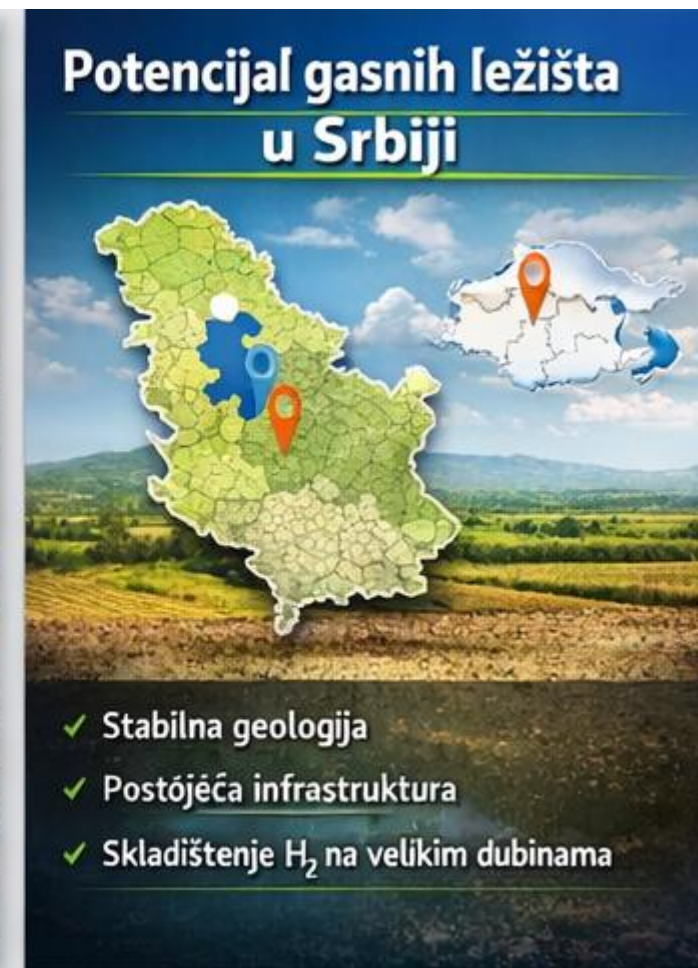 Potencijal gasnih ležišta
u Srbiji
✓ Stabilna geologija
✓ Postójéća infrastruktura
✓ Skladištenje H₂ na velikim dubinama